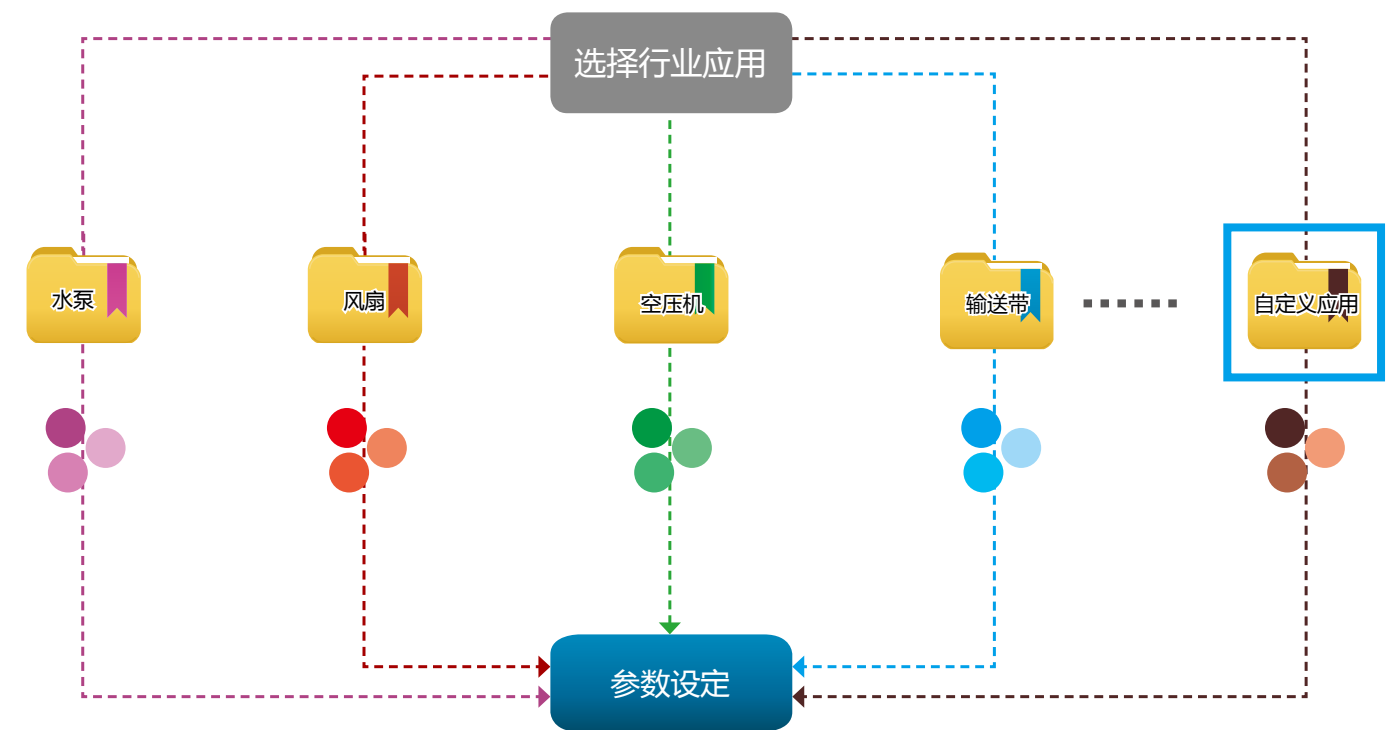 选择行业应用
水泵
风扇
空压机
输送带
自定义应用
参数设定